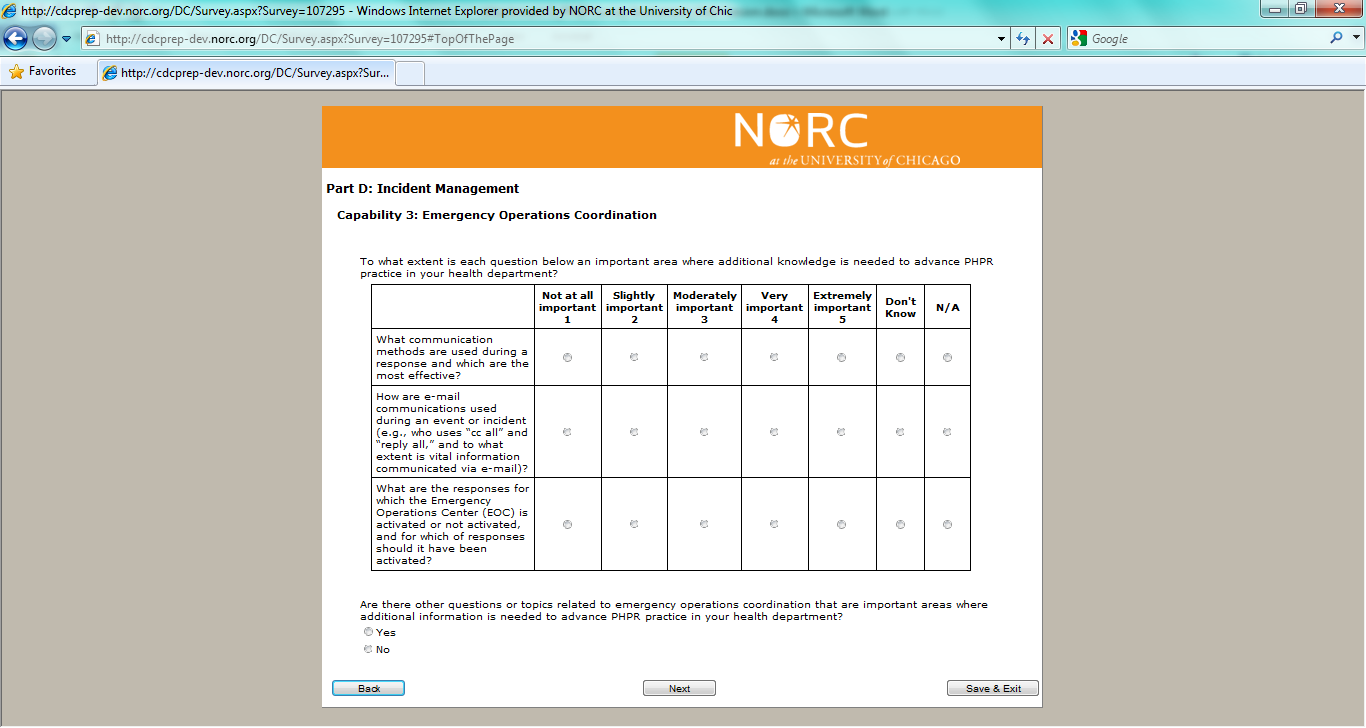 http://cdcprep-dev.norc.org/DC/Survey.aspx?Survey=107295 - Windows Internet Explorer provided by NORC at the University of Chic
http://cdcprep-dev.norc.org/DC/Survey.aspx?Survey=107295#TopOfThePage
Google
Favorites
http://cdcprep-dev.norc.org/DC/Survey.aspx?Sur...
NORC
at the UNIVERSITY of CHICAGO
Part D: Incident Management
Capability 3: Emergency Operations Coordination
To what extent is each question below an important area where additional knowledge is needed to advance PHPR
practice in your health department?
Not at all important 1
Slightly important 2
Moderately important 3
Very important 4
Extremely important 5
Don't Know
N/A
What communication
methods are used during a
response and which are the
most effective?
How are e-mail
communications used
during an event or incident
(e.g., who uses “cc all” and
“reply all,” and to what
extent is vital information
communicated via e-mail)?
What are the responses for
which the Emergency
Operations Center (EOC) is
activated or not activated,
and for which of responses
should it have been
activated?
Are there other questions or topics related to emergency operations coordination that are important areas where
additional information is needed to advance PHPR practice in your health department?
Yes
No
Back
Next
Save & Exit